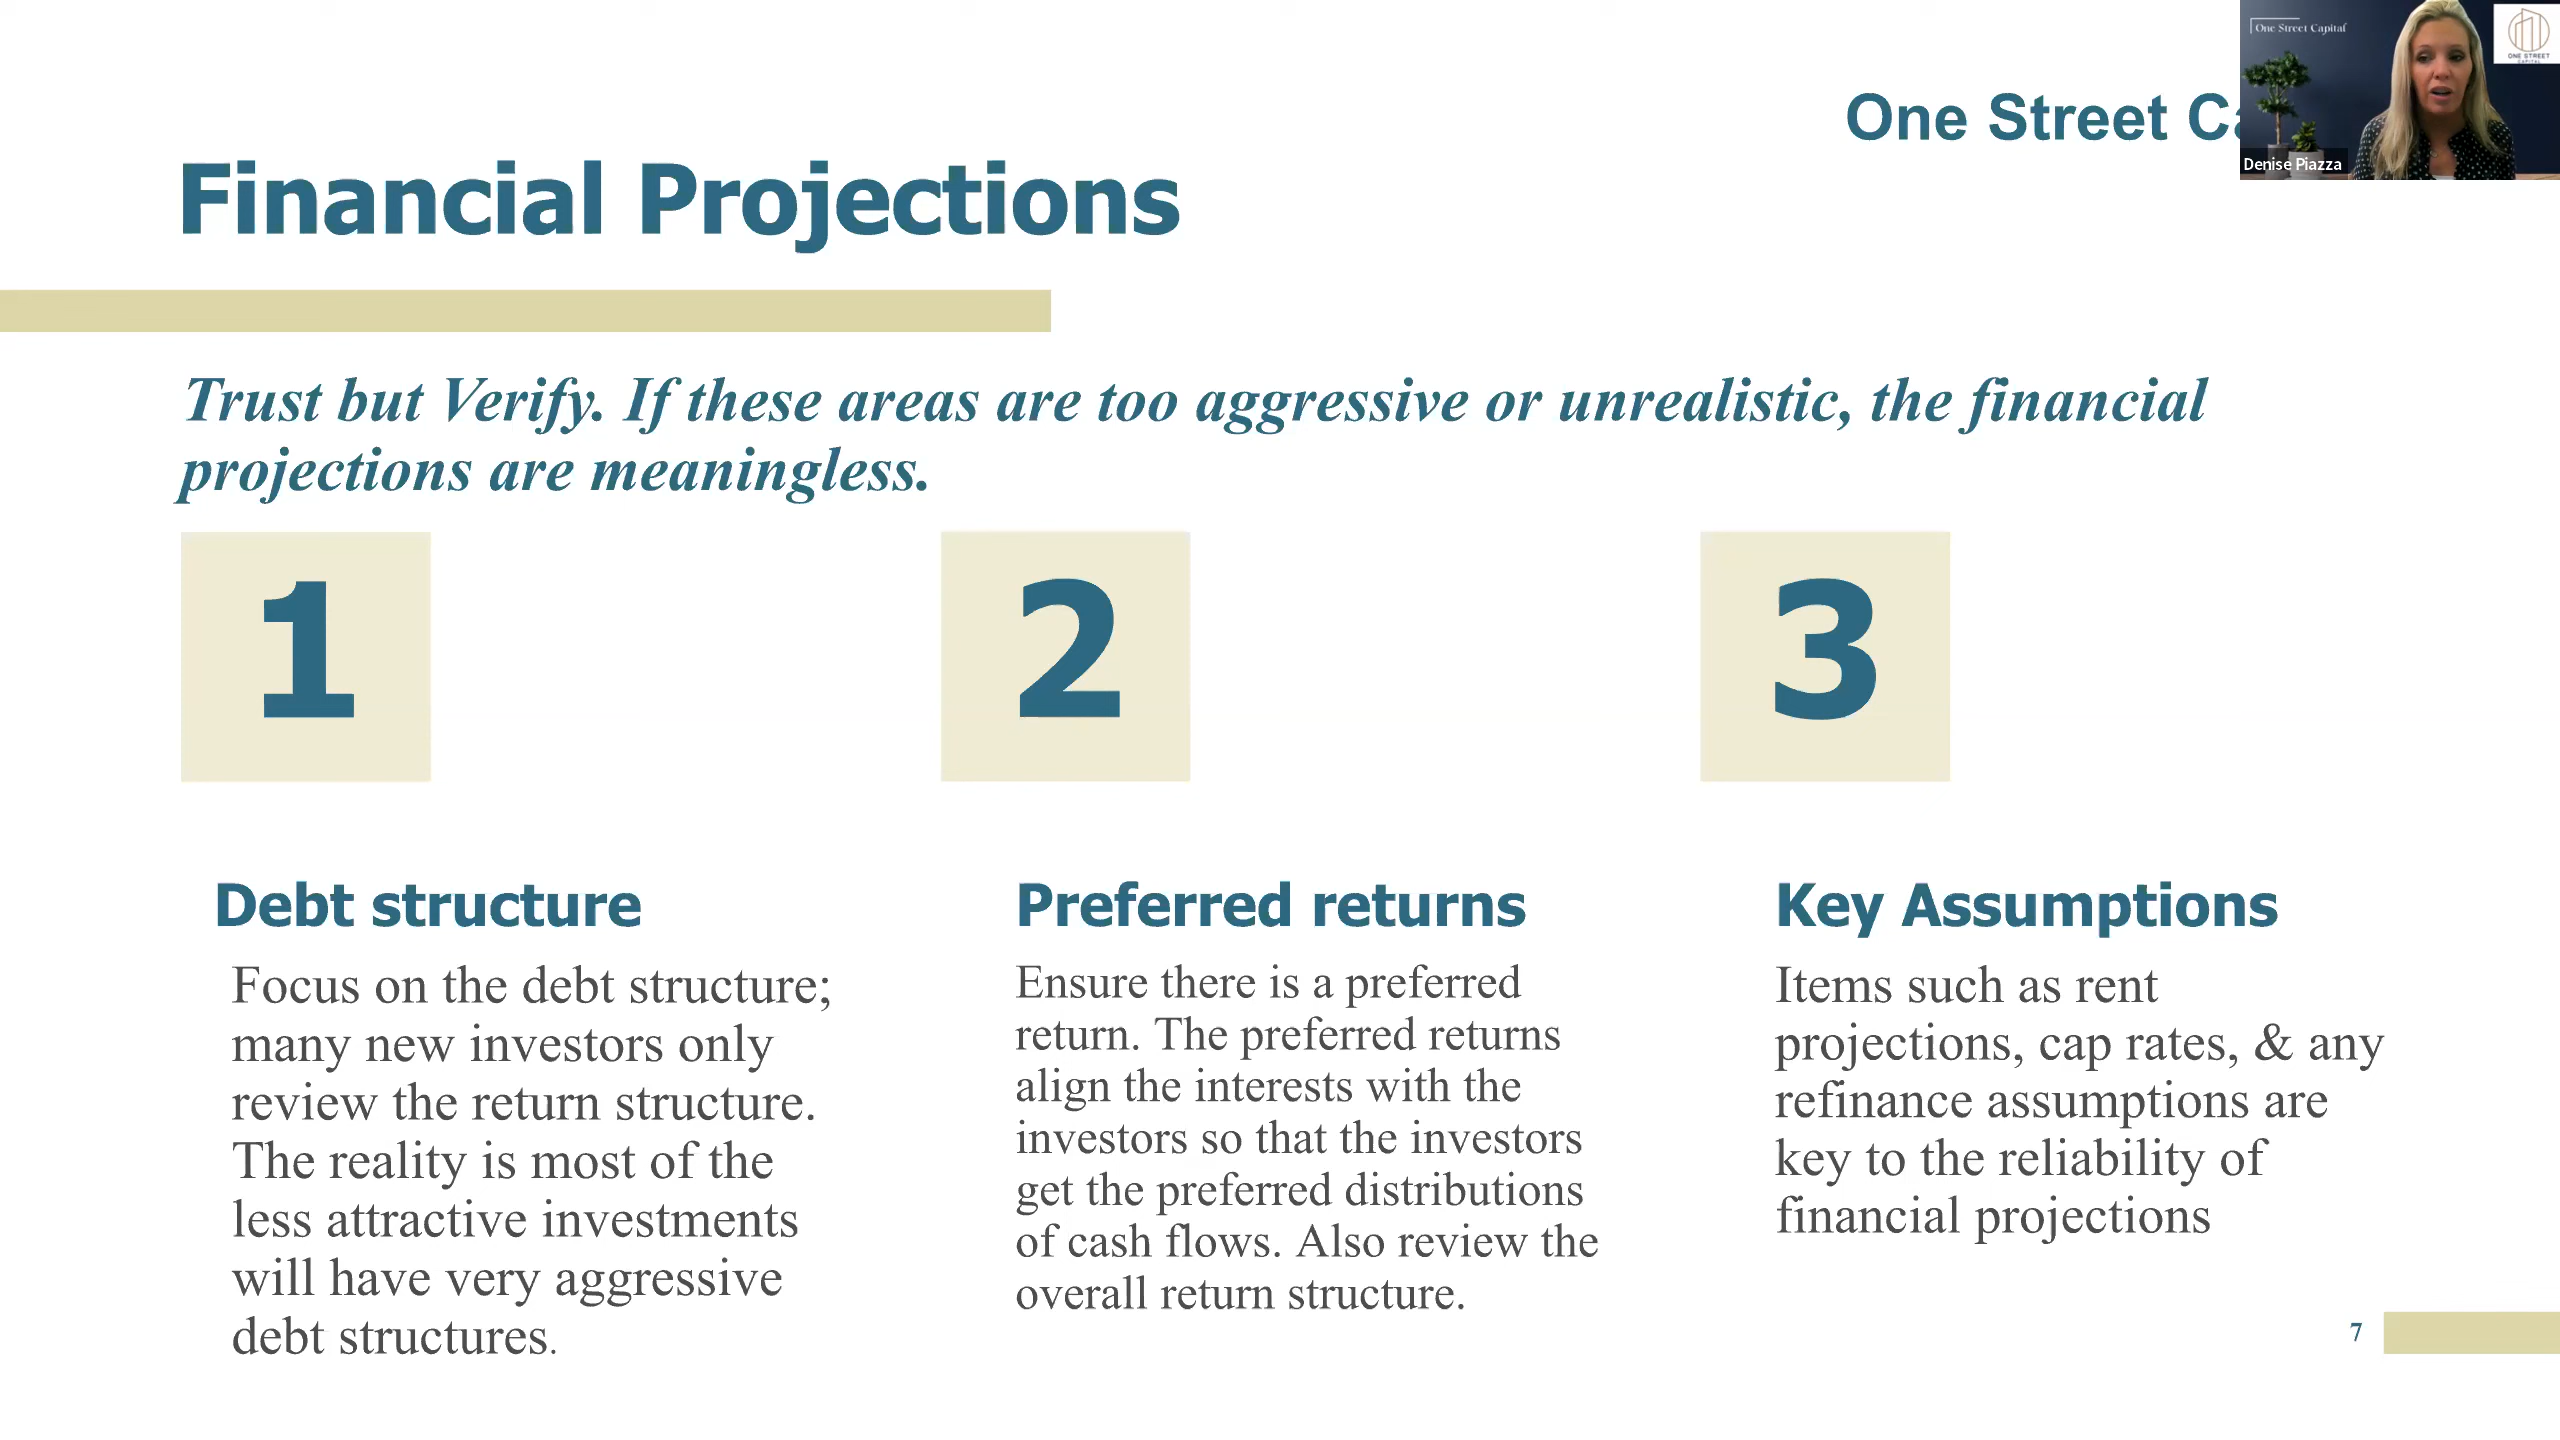 One Street Capital
ONE STREET
CAPITAL
One Street Ca
Denise Piazza
Financial Projections
Trust but Verify. If these areas are too aggressive or unrealistic, the financial
projections are meaningless.
1
2
3
Debt structure
Focus on the debt structure;
many new investors only
review the return structure.
The reality is most of the
less attractive investments
will have very aggressive
debt structures.
Preferred returns
Ensure there is a preferred
return. The preferred returns
align the interests with the
investors so that the investors
get the preferred distributions
of cash flows. Also review the
overall return structure.
Key Assumptions
Items such as rent
projections, cap rates, & any
refinance assumptions are
key to the reliability of
financial projections
7